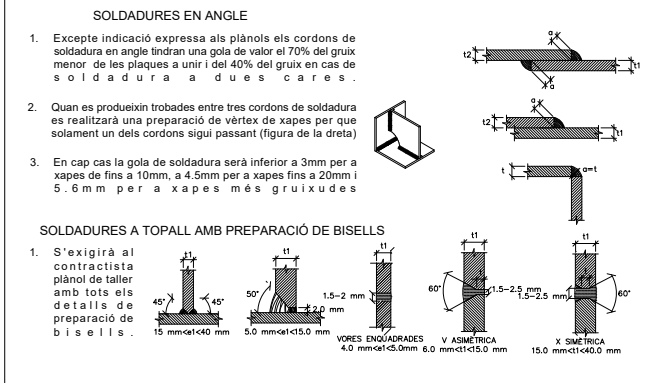 SOLDADURES EN ANGLE
1. Excepte indicació expressa als plànols els cordons de
soldadura en angle tindran una gola de valor el 70% del gruix
menor de les plaques a unir i del 40% del gruix en cas de
soldadura a dues cares.
2. Quan es produeixin trobades entre tres cordons de soldadura
es realitzarà una preparació de vèrtex de xapes per que
solament un dels cordons sigui passant (figura de la dreta)
3. En cap cas la gola de soldadura serà inferior a 3mm per a
xapes de fins a 10mm, a 4.5mm per a xapes fins a 20mm i
5.6mm per a xapes més gruixudes
a
t2
t1
a
a
t2
t1
t
a=t
SOLDADURES A TOPALL AMB PREPARACIÓ DE BISELLS
1. S'exigirà al
contractista
plànol de taller
amb tots els
detalls de
preparació de
bisells.
t1
45° 45°
15 mm<e1<40 mm
t1
50°
2.0 mm
5.0 mm<e1<15.0 mm
t1
1.5-2 mm
VORES ENQUADRADES
4.0 mm<e1<5.0mm
t1
t
60°
1.5-2.5 mm
V ASIMÈTRICA
6.0 mm<t1<15.0 mm
t1
t
1.5-2.5 mm
60°
X SIMÈTRICA
15.0 mm<t1<40.0 mm